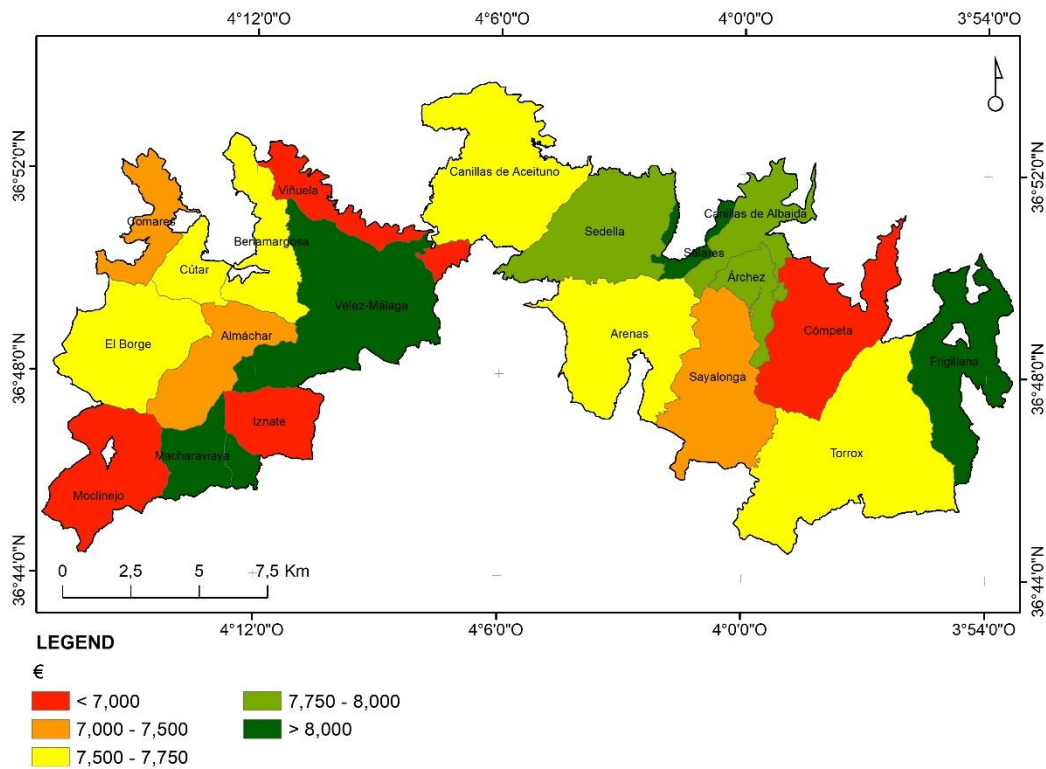 4°12'0"O 4°6'0"O 4°0'0"O 3°54'0"O
36°52'0"N
36°52'0"N
Canillas de Aceituno
Viñuela
Comares
Canillas de Albaida
Sedella
Benamargosa
Salares
Cútar
Árchez
Vélez-Málaga
Cómpeta
Arenas
Almáchar
El Borge
Frigiliana
36°48'0"N
36°48'0"N
Sayalonga
Iznate
Macharaviaya
Torrox
Moclinejo
36°44'0"N
36°44'0"N
0 2,5 5 7,5 Km
4°12'0"O 4°6'0"O 4°0'0"O 3°54'0"O
LEGEND
€
< 7,000
7,000 - 7,500
7,500 - 7,750
7,750 - 8,000
> 8,000